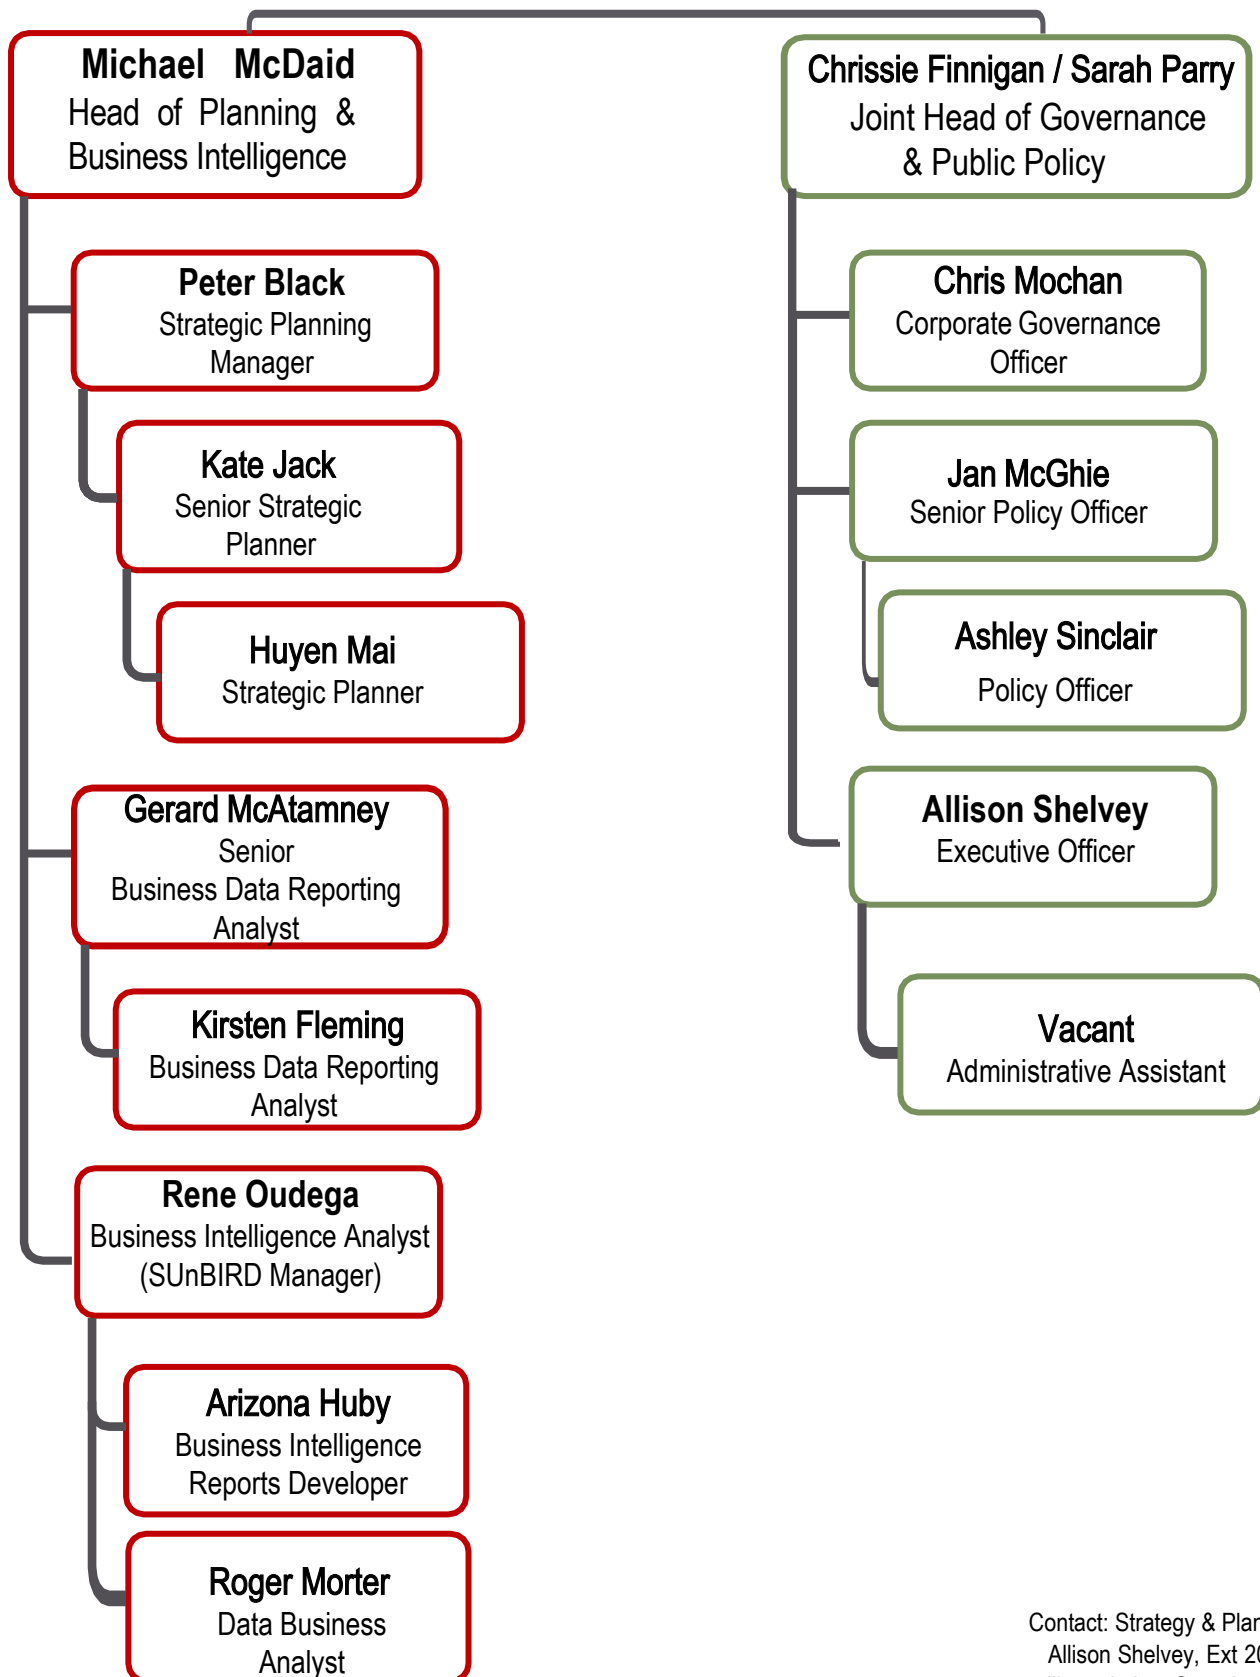 Michael McDaid
Head of Planning &
Business Intelligence
Peter Black
Strategic Planning
Manager
Kate Jack
Senior Strategic
Planner
Huyen Mai
Strategic Planner
Gerard McAtamney
Senior
Business Data Reporting
Analyst
Kirsten Fleming
Business Data Reporting
Analyst
Rene Oudega
Business Intelligence Analyst
(SUnBIRD Manager)
Arizona Huby
Business Intelligence
Reports Developer
Roger Morter
Data Business
Analyst
Chrissie Finnigan / Sarah Parry
Joint Head of Governance
& Public Policy
Chris Mochan
Corporate Governance
Officer
Jan McGhie
Senior Policy Officer
Ashley Sinclair
Policy Officer
Allison Shelvey
Executive Officer
Vacant
Administrative Assistant
Contact: Strategy & Plan
Allison Shelvey, Ext 20